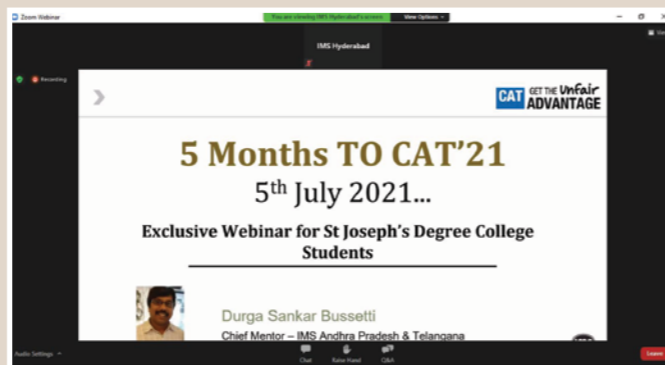 Zoom Webinar
You are viewing IMS Hyderabad's screen View Options
IMS Hyderabad
Recording
CAT GET THE Unfair
ADVANTAGE
5 Months TO CAT'21
5th July 2021...
Exclusive Webinar for St Joseph's Degree College
Students
Durga Sankar Bussetti
Chief Mentor – IMS Andhra Pradesh & Telangana
Audio Settings
Chat Raise Hand Q&A
Leave